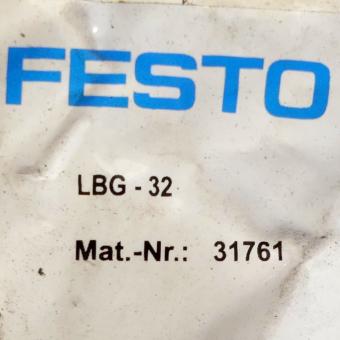 FESTO
LBG - 32
Mat.-Nr.: 31761